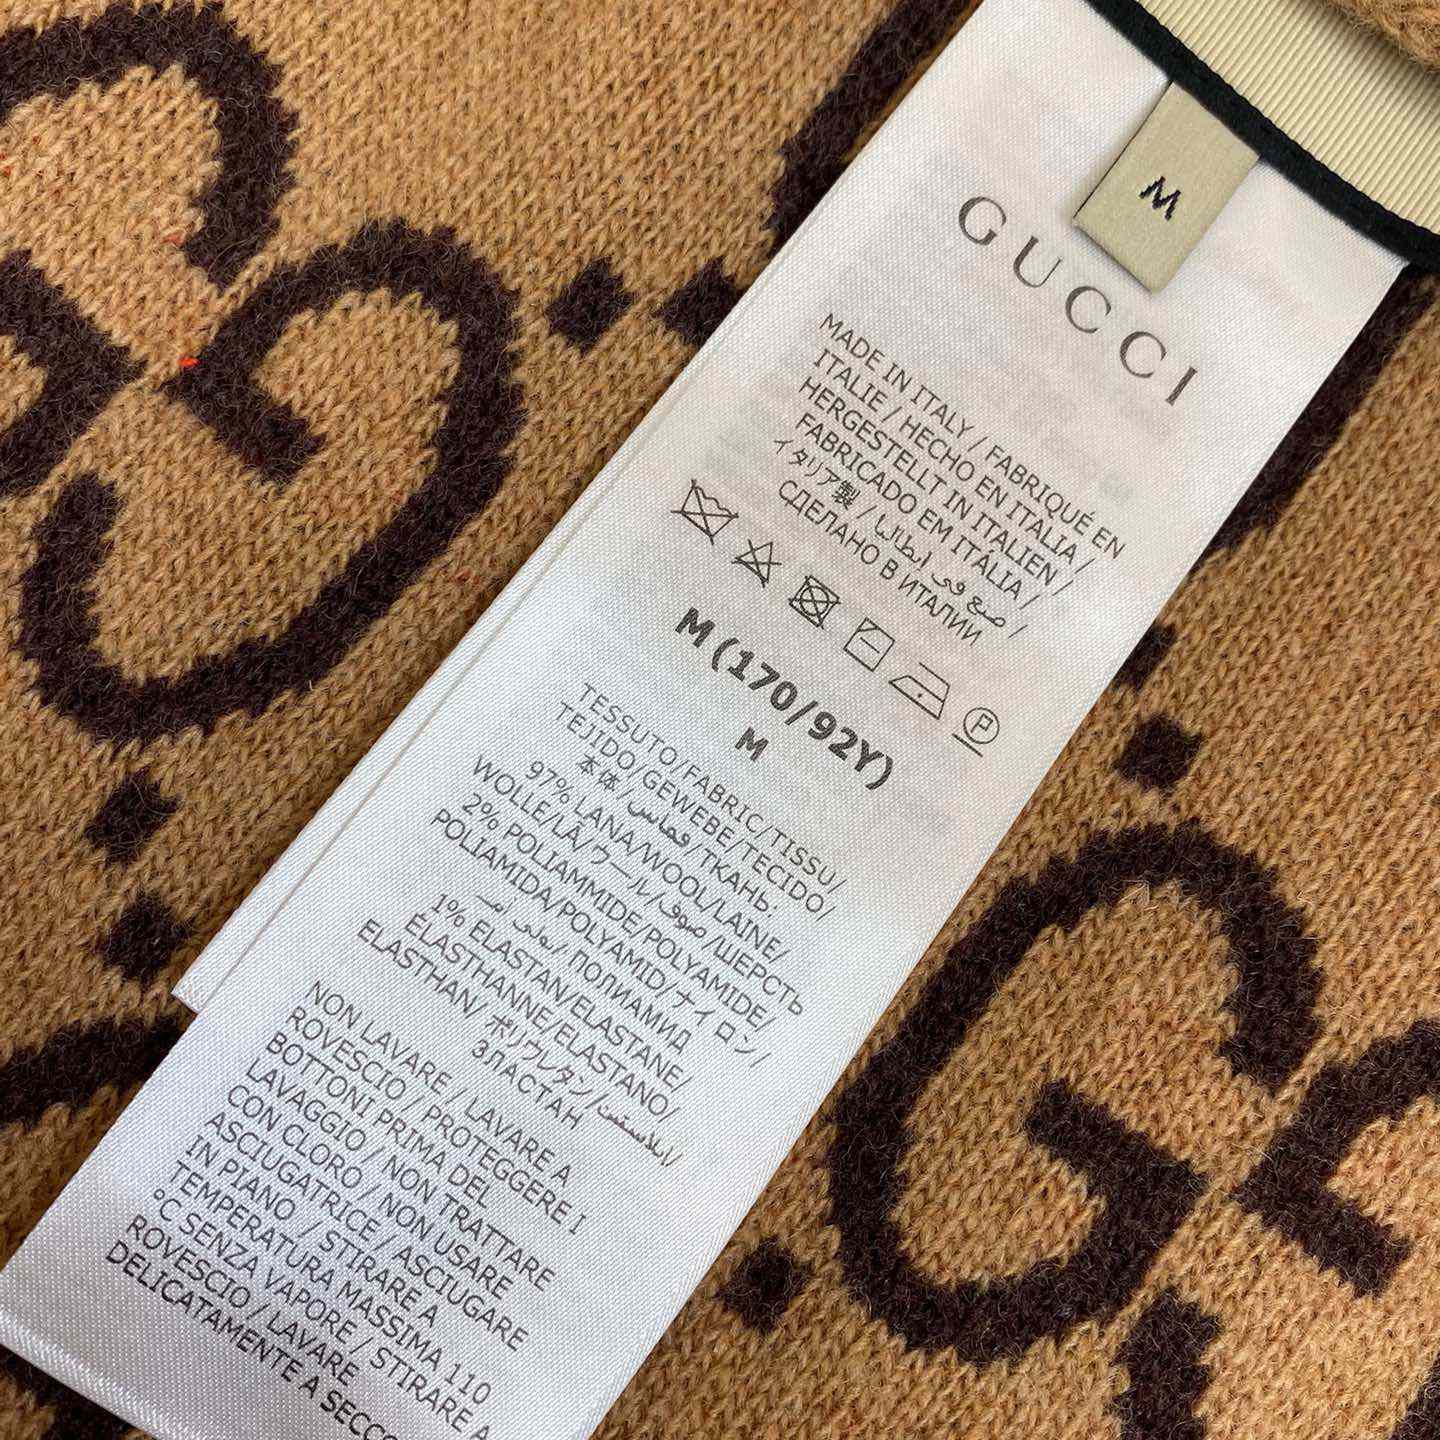 M
GUCCI
MADE IN ITALY / FABRIQUÉ EN
ITALIE / HECHO EN ITALIA /
HERGESTELLT IN ITALIEN /
FABRICADO EM ITÁLIA /
イタリア製 / صنع في ايطاليا /
СДЕЛАНО В ИТАЛИИ
P
M (170/92Y)
M
TESSUTO/FABRIC/TISSU/
TEJIDO/GEWEBE/TECIDO/
本体/قماس/ТКАНЬ:
97% LANA/WOOL/LAINE/
WOLLE/LÃ/ウール/صوف/ШЕРСТЬ
2% POLIAMMIDE/POLYAMIDE/
POLIAMIDA/POLYAMID/ナイロン/
ПОЛИАМИД
1% ELASTAN/ELASTANE/
ÉLASTHANNE/ELASTANO/
ELASTHAN/ ポリウレタン/
ЭЛАСТАН
NON LAVARE / LAVARE A
ROVESCIO / PROTEGGERE I
BOTTONI PRIMA DEL
LAVAGGIO / NON TRATTARE
CON CLORO / NON USARE
ASCIUGATRICE / ASCIUGARE
IN PIANO / STIRARE A
TEMPERATURA MASSIMA 110
°C SENZA VAPORE / STIRARE A
ROVESCIO / LAVARE
DELICATAMENTE A SECCO